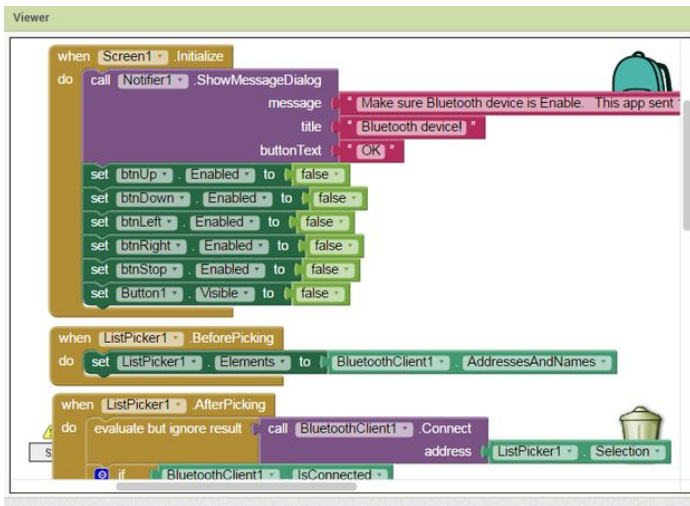 Viewer
when Screen1 .Initialize
do call Notifier1 .ShowMessageDialog
message " Make sure Bluetooth device is Enable. This app sent
title " Bluetooth device! "
buttonText " OK "
set btnUp . Enabled to false
set btnDown . Enabled to false
set btnLeft . Enabled to false
set btnRight . Enabled to false
set btnStop . Enabled to false
set Button1 . Visible to false
when ListPicker1 .BeforePicking
do set ListPicker1 . Elements to BluetoothClient1 . AddressesAndNames
when ListPicker1 .AfterPicking
do evaluate but ignore result call BluetoothClient1 .Connect
address ListPicker1 . Selection
S
if BluetoothClient1 . IsConnected